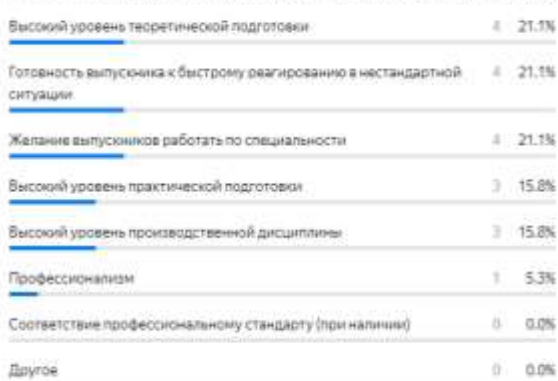 Высокий уровень теоретической подготовки 4 21.1%
Готовность выпускника к быстрому реагированию в нестандартной 4 21.1%
ситуации
Желание выпускников работать по специальности 4 21.1%
Высокий уровень практической подготовки 3 15.8%
Высокий уровень производственной дисциплины 3 15.8%
Профессионализм 1 5.3%
Соответствие профессиональному стандарту (при наличии) 0 0.0%
Другое 0 0.0%